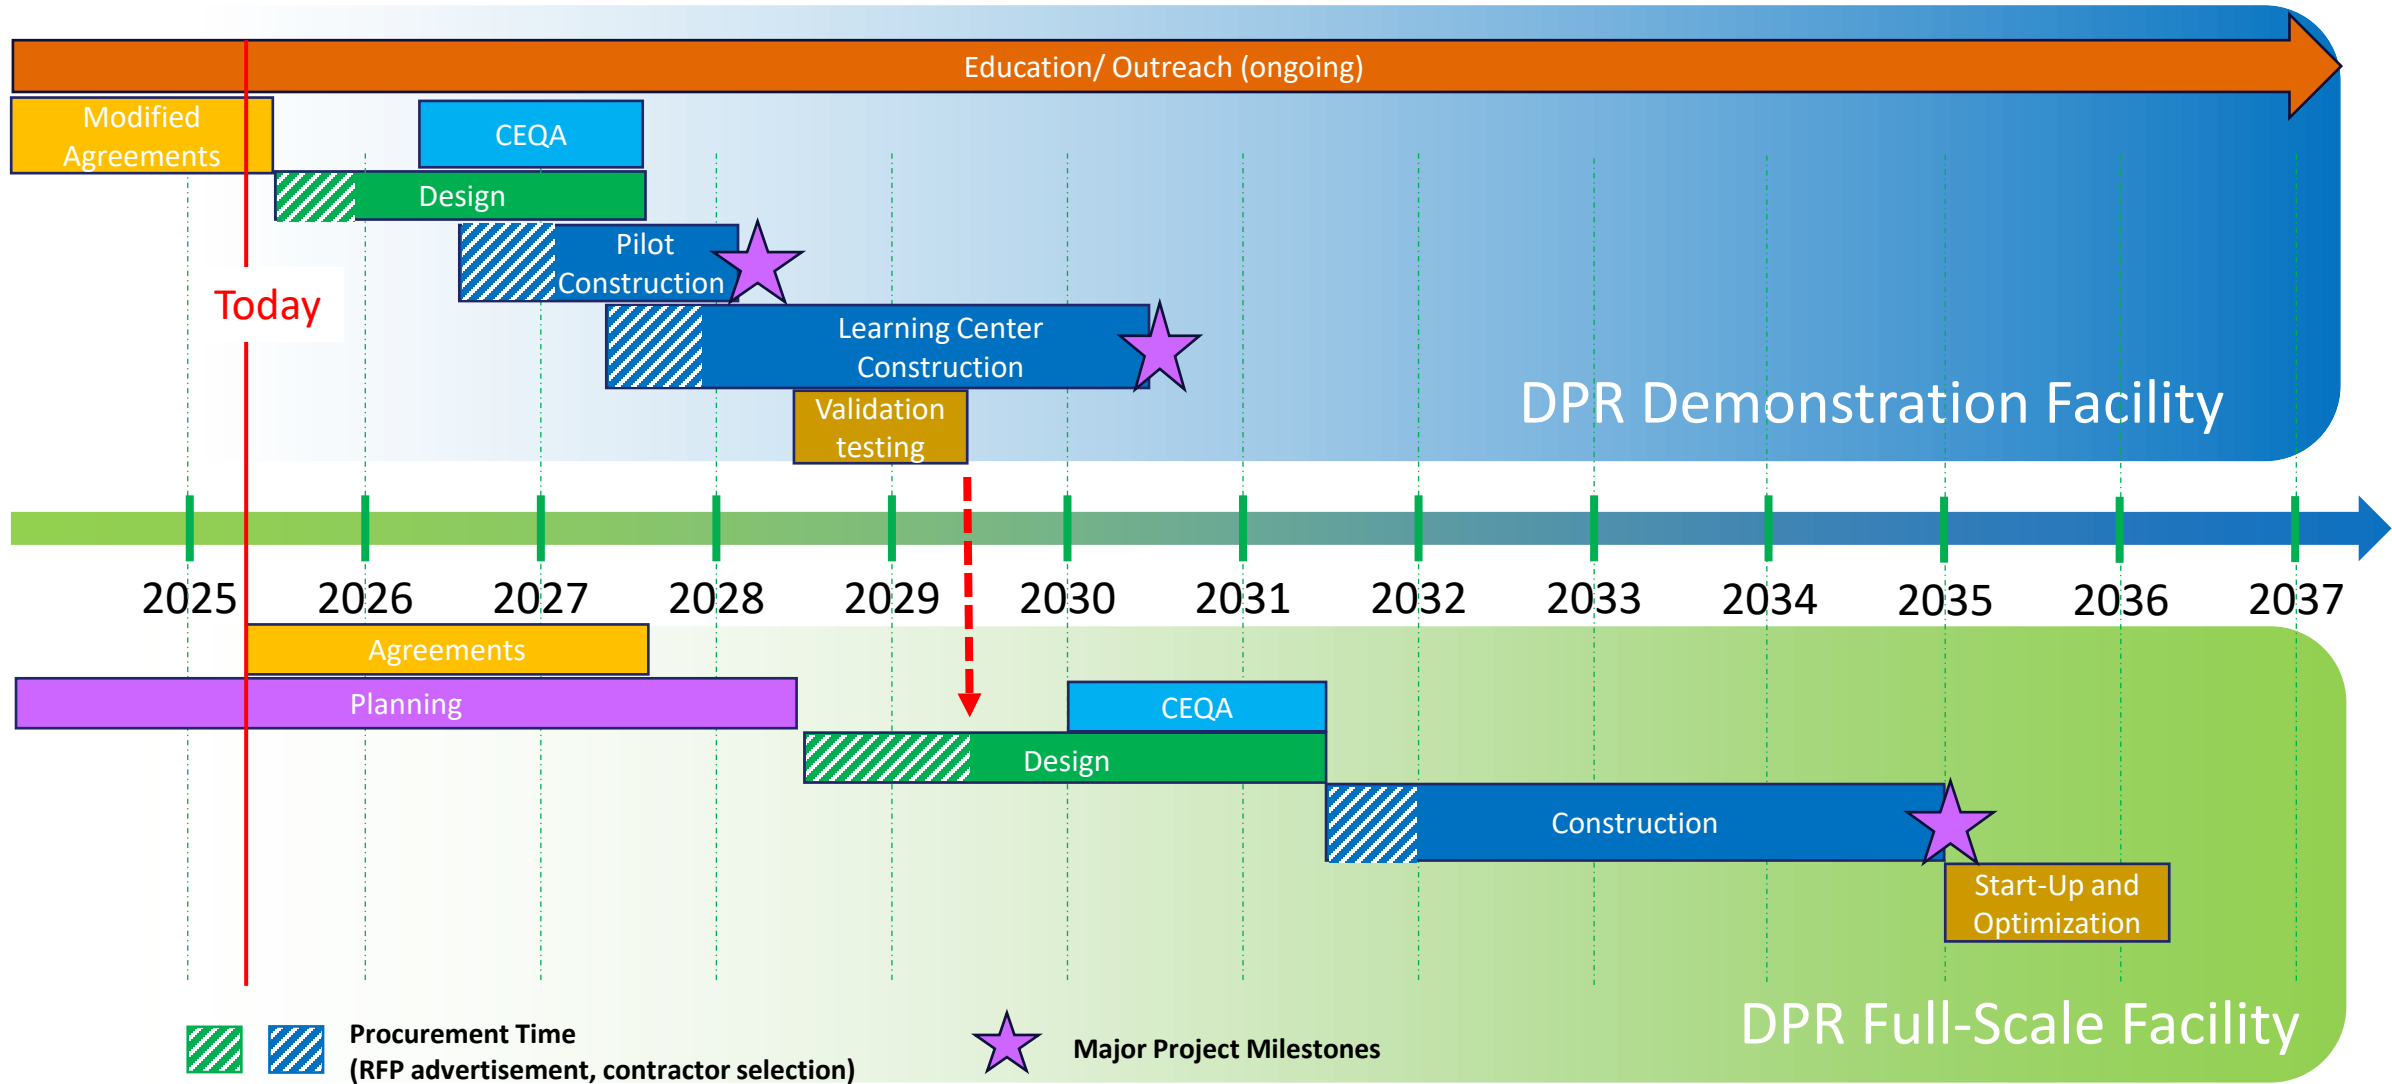 Education/ Outreach (ongoing)
Modified
Agreements
CEQA
Design
Pilot
Construction
Today
Learning Center
Construction
Validation
testing
DPR Demonstration Facility
2025 2026 2027 2028 2029 2030 2031 2032 2033 2034 2035 2036 2037
Agreements
Planning
CEQA
Design
Construction
Start-Up and
Optimization
DPR Full-Scale Facility
Procurement Time
(RFP advertisement, contractor selection)
Major Project Milestones